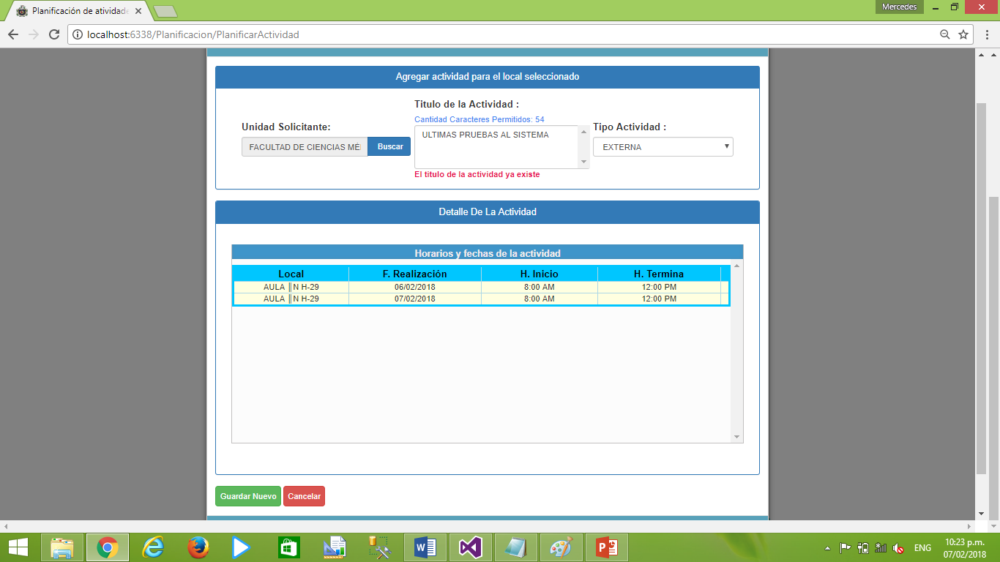 Planificación de atividade
Mercedes
localhost:6338/Planificacion/PlanificarActividad
Agregar actividad para el local seleccionado
Titulo de la Actividad :
Cantidad Caracteres Permitidos: 54
Unidad Solicitante:
Tipo Actividad :
ULTIMAS PRUEBAS AL SISTEMA
FACULTAD DE CIENCIAS MÉ
Buscar
EXTERNA
El titulo de la actividad ya existe
Detalle De La Actividad
Horarios y fechas de la actividad
Local F. Realización H. Inicio H. Termina
AULA ║N H-29 06/02/2018 8:00 AM 12:00 PM
AULA ║N H-29 07/02/2018 8:00 AM 12:00 PM
Guardar Nuevo Cancelar
ENG
10:23 p.m.
07/02/2018